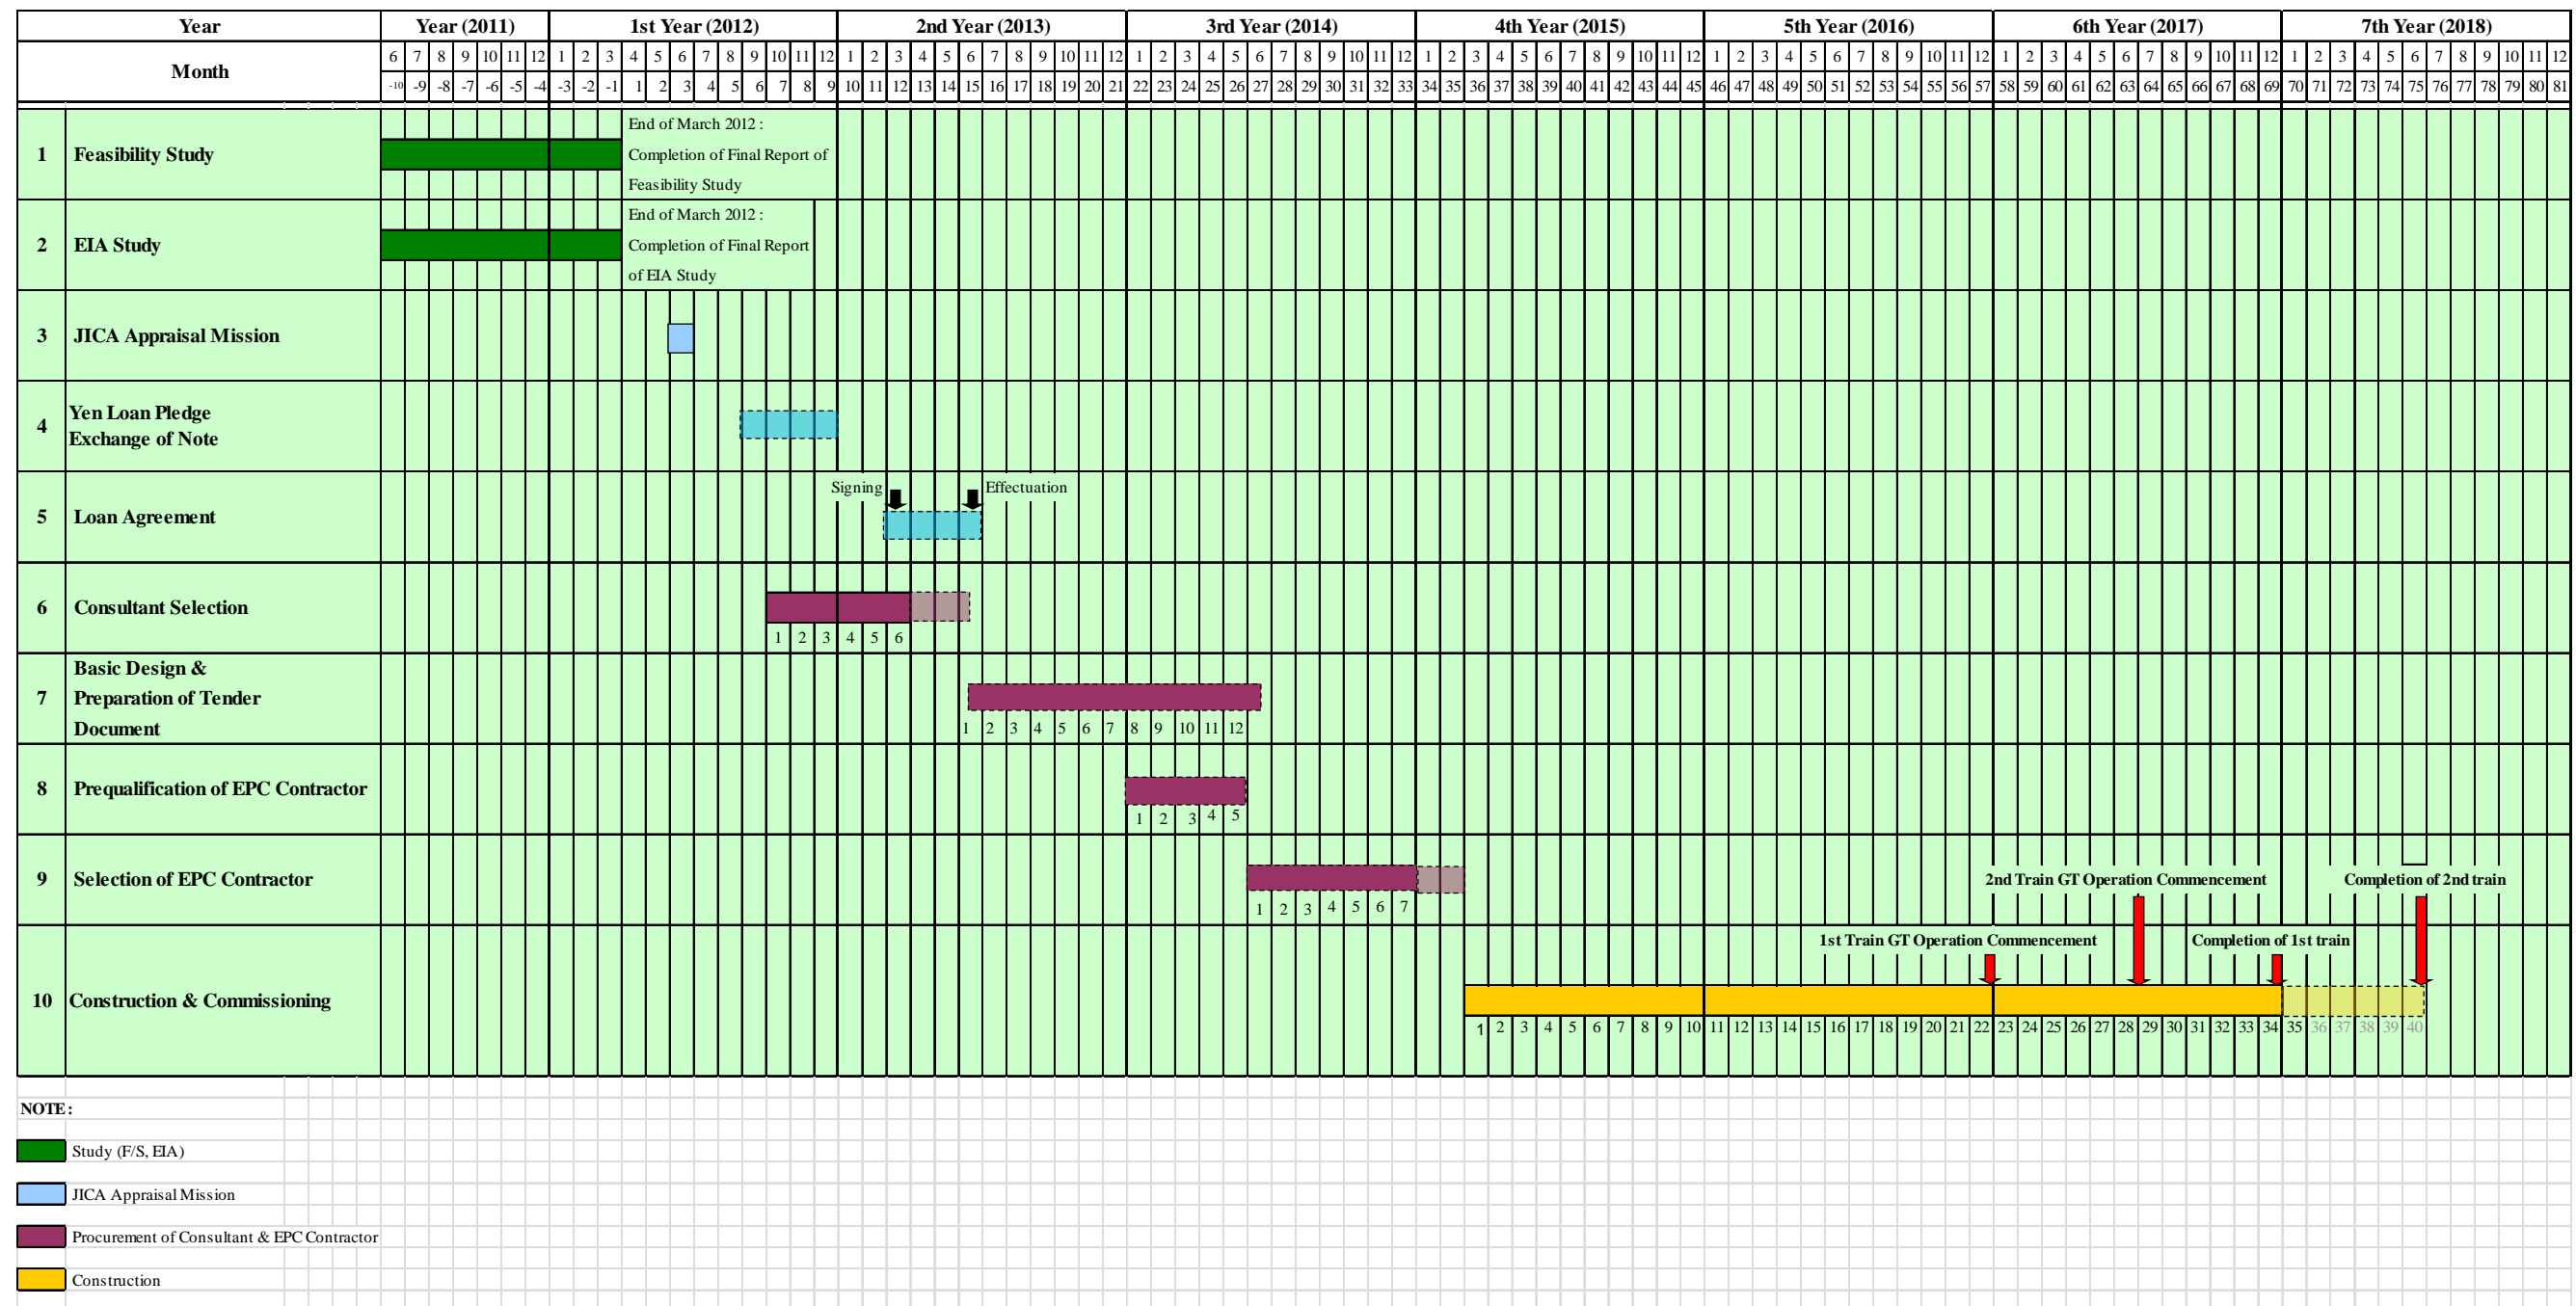 Year Year (2011) 1st Year (2012) 2nd Year (2013) 3rd Year (2014) 4th Year (2015) 5th Year (2016) 6th Year (2017) 7th Year (2018)
Month
6 7 8 9 10 11 12 1 2 3 4 5 6 7 8 9 10 11 12 1 2 3 4 5 6 7 8 9 10 11 12 1 2 3 4 5 6 7 8 9 10 11 12 1 2 3 4 5 6 7 8 9 10 11 12 1 2 3 4 5 6 7 8 9 10 11 12 1 2 3 4 5 6 7 8 9 10 11 12 1 2 3 4 5 6 7 8 9 10 11 12
-10 -9 -8 -7 -6 -5 -4 -3 -2 -1 1 2 3 4 5 6 7 8 9 10 11 12 13 14 15 16 17 18 19 20 21 22 23 24 25 26 27 28 29 30 31 32 33 34 35 36 37 38 39 40 41 42 43 44 45 46 47 48 49 50 51 52 53 54 55 56 57 58 59 60 61 62 63 64 65 66 67 68 69 70 71 72 73 74 75 76 77 78 79 80 81
1 Feasibility Study
End of March 2012 :
Completion of Final Report of
Feasibility Study
2 EIA Study
End of March 2012 :
Completion of Final Report
of EIA Study
3 JICA Appraisal Mission
4 Yen Loan Pledge
Exchange of Note
5 Loan Agreement
Signing Effectuation
6 Consultant Selection
1 2 3 4 5 6
7 Basic Design &
Preparation of Tender
Document
1 2 3 4 5 6 7 8 9 10 11 12
8 Prequalification of EPC Contractor
1 2 3 4 5
9 Selection of EPC Contractor
1 2 3 4 5 6 7
2nd Train GT Operation Commencement Completion of 2nd train
1st Train GT Operation Commencement Completion of 1st train
10 Construction & Commissioning
1 2 3 4 5 6 7 8 9 10 11 12 13 14 15 16 17 18 19 20 21 22 23 24 25 26 27 28 29 30 31 32 33 34 35 36 37 38 39 40
NOTE :
Study (F/S, EIA)
JICA Appraisal Mission
Procurement of Consultant & EPC Contractor
Construction